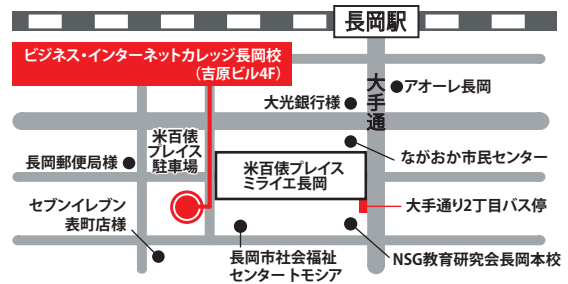 長岡駅
ビジネス・インターネットカレッジ長岡校
（吉原ビル4F）
大手通
アオーレ長岡
大光銀行様
米百俵
プレイス
駐車場
ながおか市民センター
長岡郵便局様
米百俵プレイス
ミライエ長岡
セブンイレブン
表町店様
大手通り2丁目バス停
長岡市社会福祉
センタートモシア
NSG教育研究会長岡本校